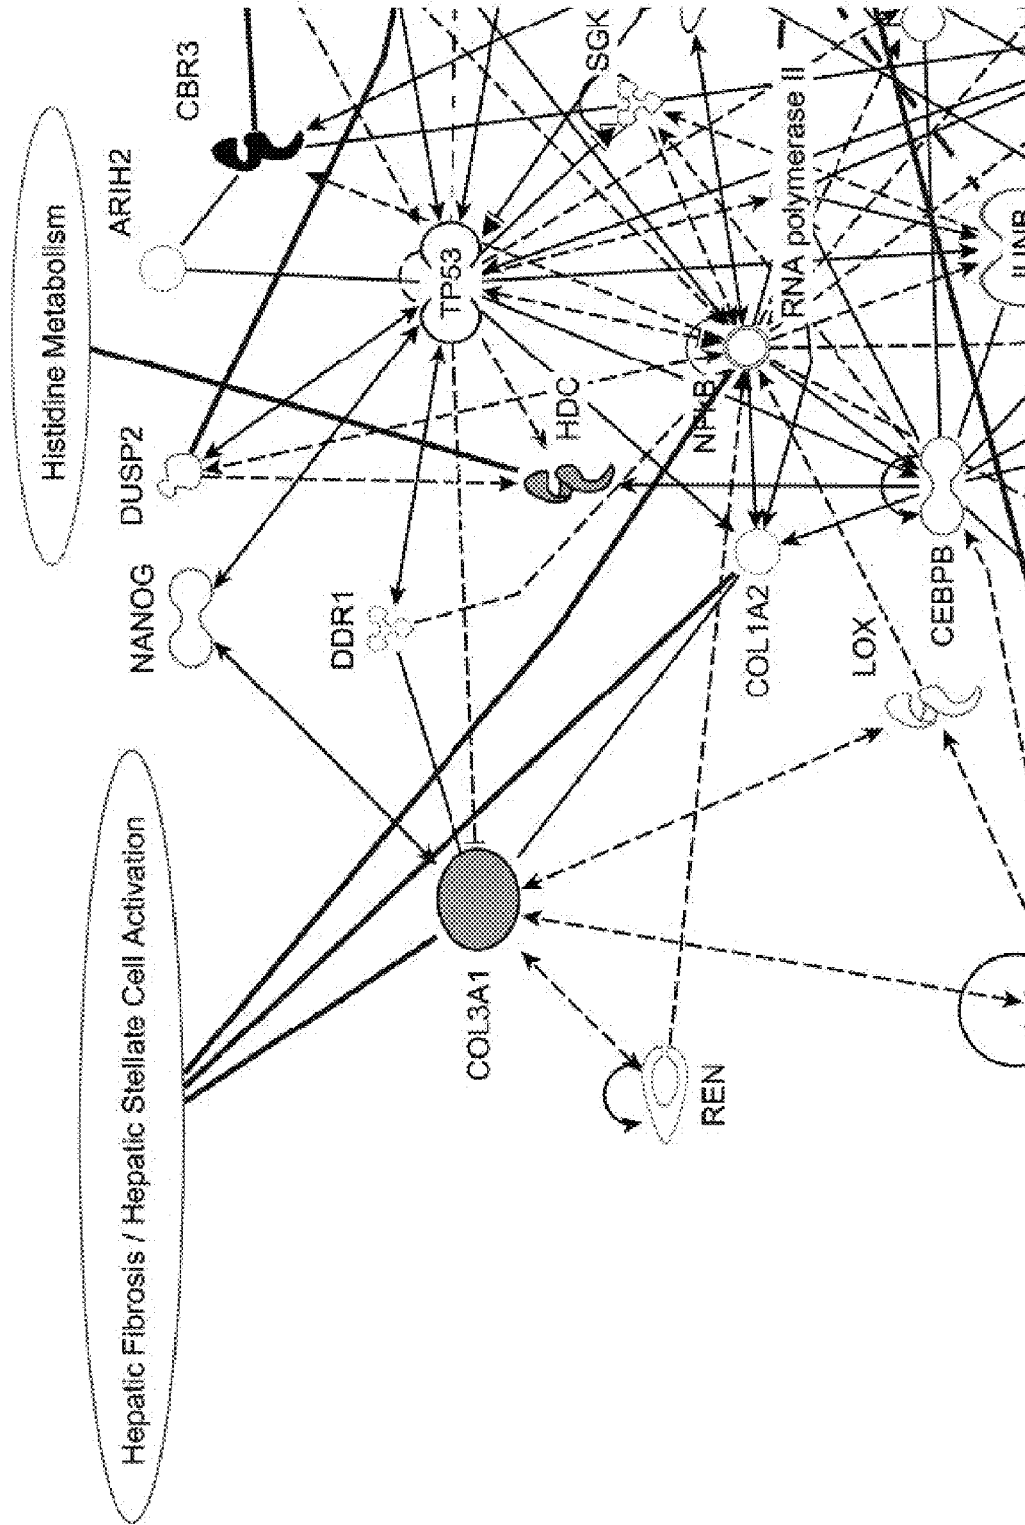 Hepatic Fibrosis / Hepatic Stellate Cell Activation
Histidine Metabolism
NANOG
DUSP2
ARIH2
CBR3
DDR1
TP53
COL3A1
HDC
SGK
REN
NFkB
COL1A2
RNA polymerase II
LOX
CEBPB